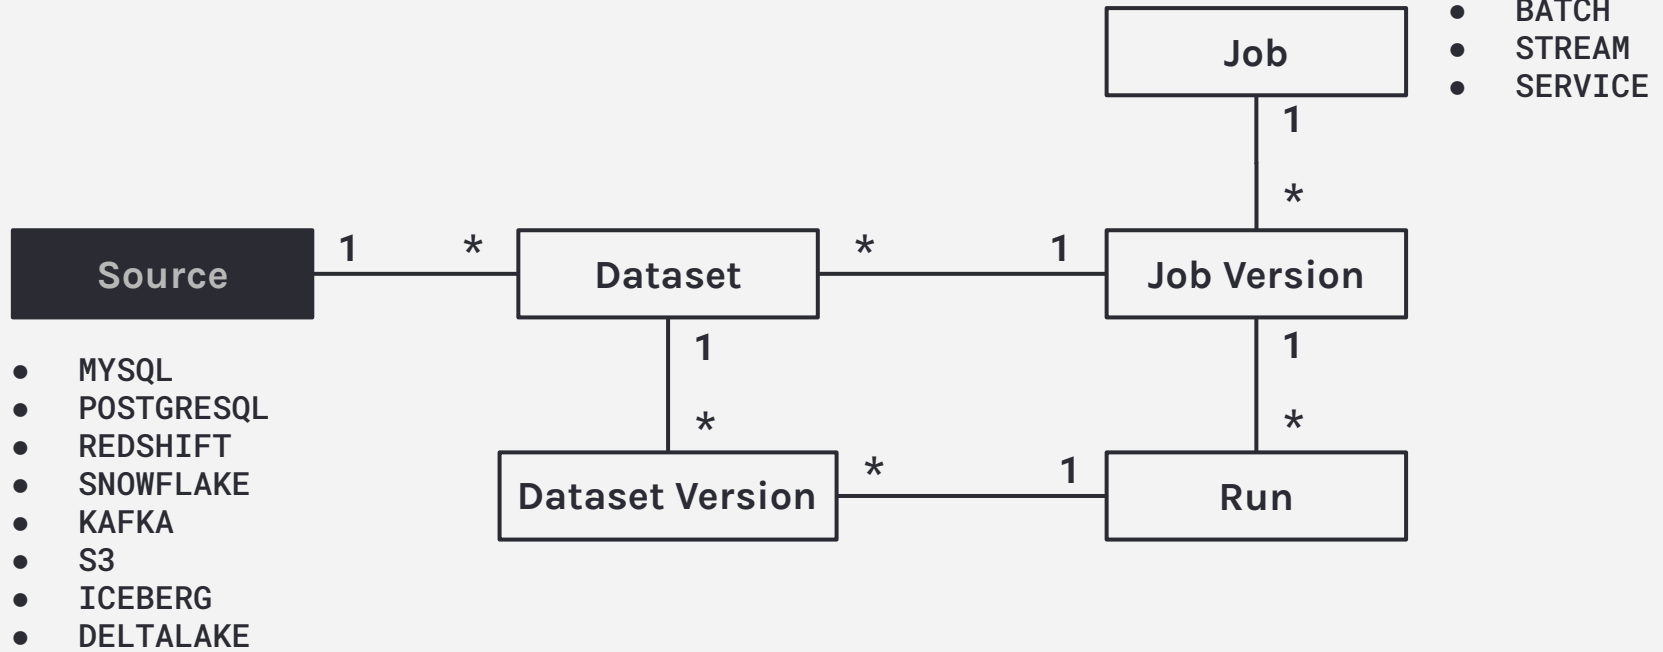 Job
● BATCH
● STREAM
● SERVICE
1
*
Source
1 *
Dataset
* 1
Job Version
1
*
1
*
Dataset Version
* 1
Run
● MYSQL
● POSTGRESQL
● REDSHIFT
● SNOWFLAKE
● KAFKA
● S3
● ICEBERG
● DELTALAKE